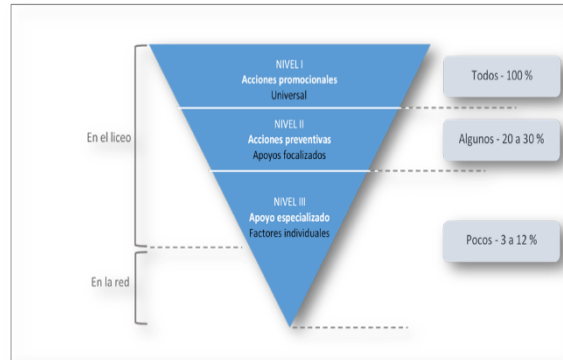 NIVEL I
Acciones promocionales
Universal
Todos - 100 %
En el liceo
NIVEL II
Acciones preventivas
Apoyos focalizados
Algunos - 20 a 30 %
NIVEL III
Apoyo especializado
Factores individuales
Pocos - 3 a 12 %
En la red